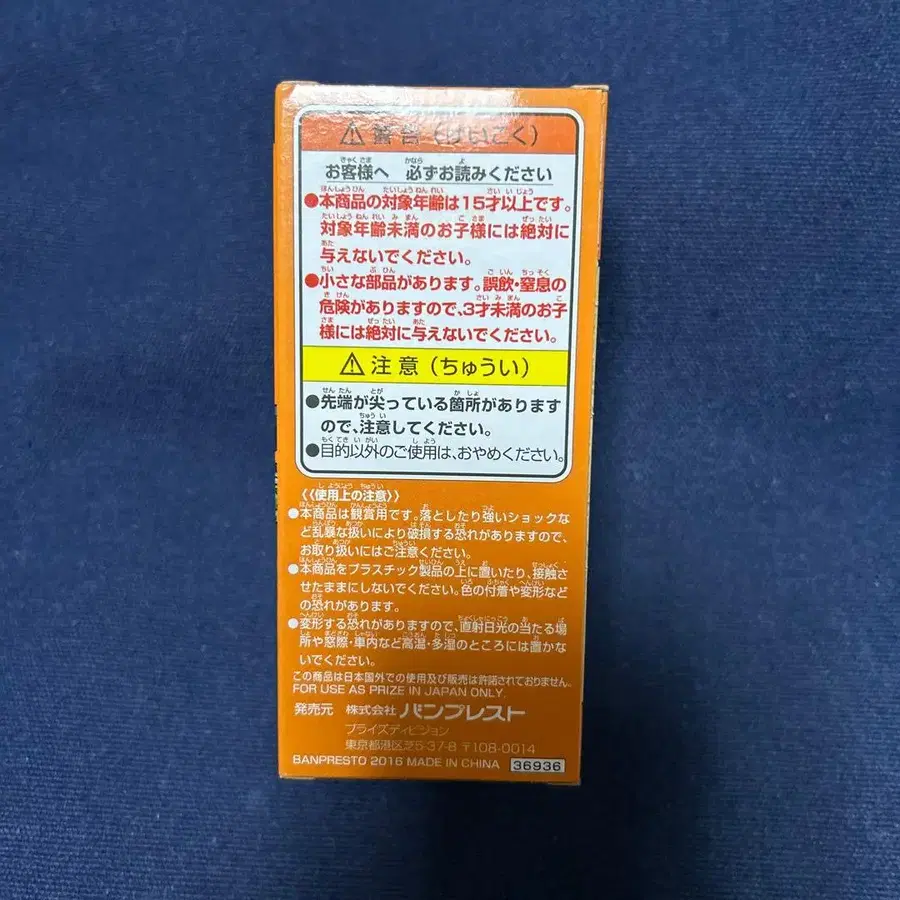 ⚠警告（けいこく）
お客様へ 必ずお読みください
●本商品の対象年齢は15才以上です。
対象年齢未満のお子様には絶対に
与えないでください。
●小さな部品があります。誤飲・窒息の
危険がありますので、3才未満のお子
様には絶対に与えないでください。
⚠注意（ちゅうい）
●先端が尖っている箇所があります
ので、注意してください。
●目的以外のご使用は、おやめください。
《使用上の注意》
●本商品は観賞用です。落としたり強いショックな
ど乱暴な扱いにより破損する恐れがありますので、
お取り扱いにはご注意ください。
●本商品をプラスチック製品の上に置いたり、接触さ
せたままにしないでください。色の付着や変形など
の恐れがあります。
●変形する恐れがありますので、直射日光の当たる場
所や窓際・車内など高温・多湿のところには置かな
いでください。
この商品は日本国外での使用及び販売は許諾されておりません。
FOR USE AS PRIZE IN JAPAN ONLY.
発売元 株式会社 バンプレスト
プライズディビジョン
東京都港区芝5-37-8 〒108-0014
BANPRESTO 2016 MADE IN CHINA 36936